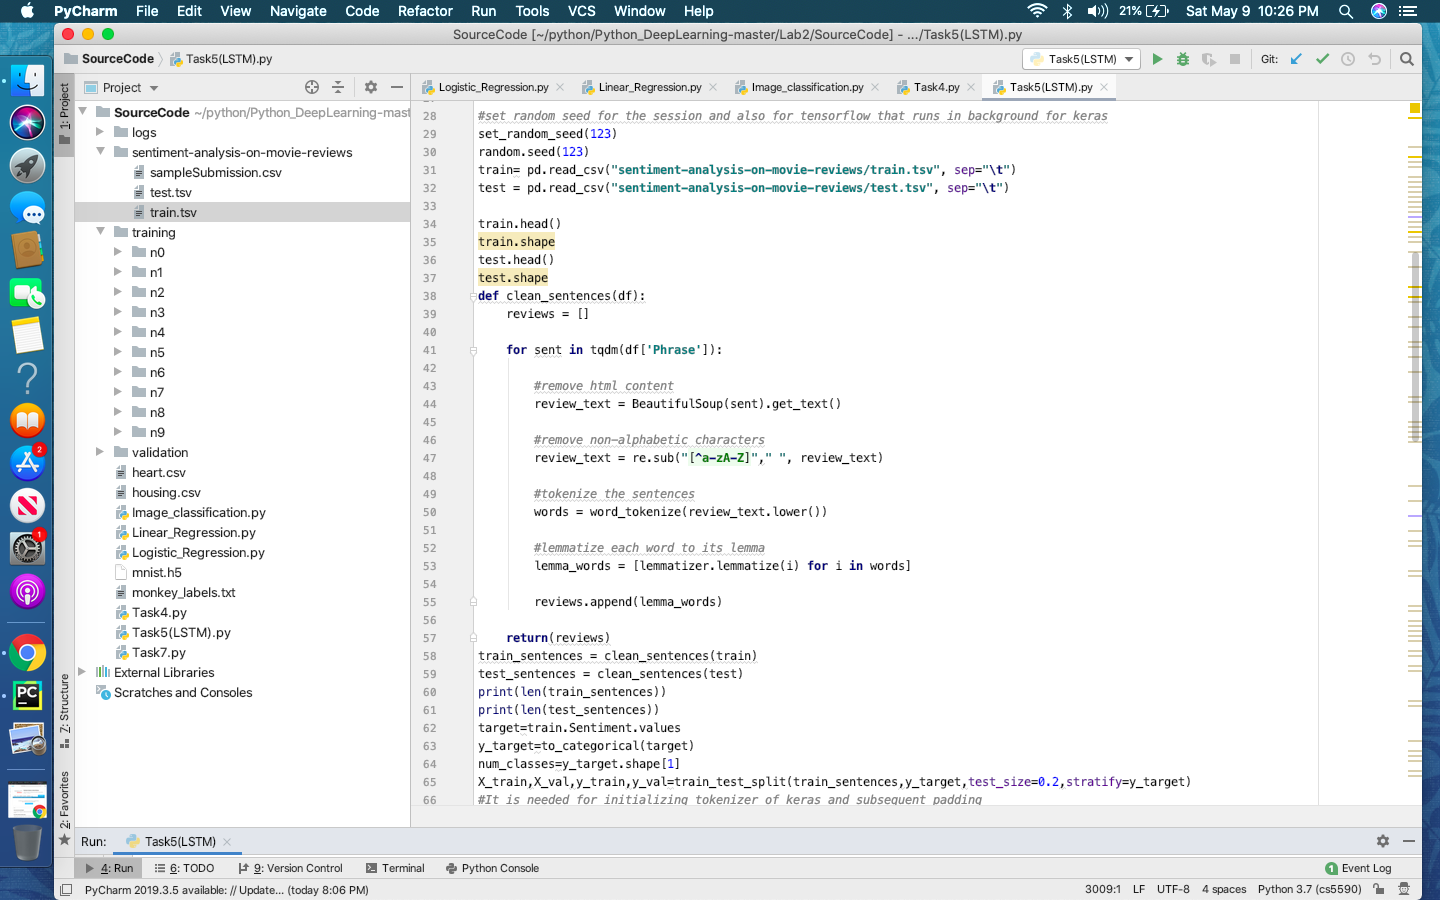 PyCharm File Edit View Navigate Code Refactor Run Tools VCS Window Help 21% Sat May 9 10:26 PM
SourceCode [~/python/Python_DeepLearning-master/Lab2/SourceCode] - .../Task5(LSTM).py
SourceCode Task5(LSTM).py Task5(LSTM) Git:
Project
Logistic_Regression.py Linear_Regression.py Image_classification.py Task4.py Task5(LSTM).py
1: Project
SourceCode ~/python/Python_DeepLearning-mast
logs
sentiment-analysis-on-movie-reviews
sampleSubmission.csv
test.tsv
train.tsv
training
n0
n1
n2
n3
n4
n5
n6
n7
n8
n9
validation
heart.csv
housing.csv
Image_classification.py
Linear_Regression.py
Logistic_Regression.py
mnist.h5
monkey_labels.txt
Task4.py
Task5(LSTM).py
Task7.py
External Libraries
Scratches and Consoles
Z: Structure
2: Favorites
2
1
PC
28 #set random seed for the session and also for tensorflow that runs in background for keras
29 set_random_seed(123)
30 random.seed(123)
31 train= pd.read_csv("sentiment-analysis-on-movie-reviews/train.tsv", sep="\t")
32 test = pd.read_csv("sentiment-analysis-on-movie-reviews/test.tsv", sep="\t")
33
34 train.head()
35 train.shape
36 test.head()
37 test.shape
38 def clean_sentences(df):
39 reviews = []
40
41 for sent in tqdm(df['Phrase']):
42
43 #remove html content
44 review_text = BeautifulSoup(sent).get_text()
45
46 #remove non-alphabetic characters
47 review_text = re.sub("[^a-zA-Z]"," ", review_text)
48
49 #tokenize the sentences
50 words = word_tokenize(review_text.lower())
51
52 #lemmatize each word to its lemma
53 lemma_words = [lemmatizer.lemmatize(i) for i in words]
54
55 reviews.append(lemma_words)
56
57 return(reviews)
58 train_sentences = clean_sentences(train)
59 test_sentences = clean_sentences(test)
60 print(len(train_sentences))
61 print(len(test_sentences))
62 target=train.Sentiment.values
63 y_target=to_categorical(target)
64 num_classes=y_target.shape[1]
65 X_train,X_val,y_train,y_val=train_test_split(train_sentences,y_target,test_size=0.2,stratify=y_target)
66 #It is needed for initializing tokenizer of keras and subsequent padding
Run: Task5(LSTM)
4: Run 6: TODO 9: Version Control Terminal Python Console 1 Event Log
PyCharm 2019.3.5 available: // Update... (today 8:06 PM) 3009:1 LF UTF-8 4 spaces Python 3.7 (cs5590)